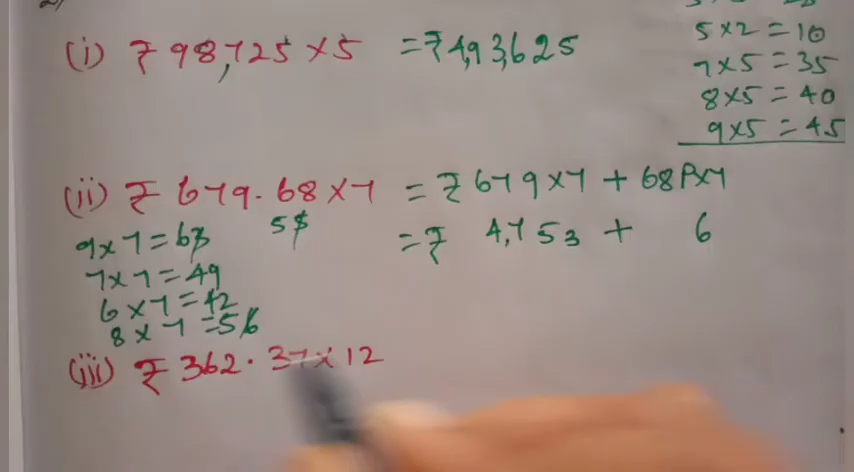 5×2 = 10
(i) ₹ 98,725 × 5 = ₹ 4,93,625
7×5 = 35
8×5 = 40
9×5 = 45
(ii) ₹ 679.68 × 7 = ₹ 679×7 + 68P×7
5$
9×7 = 63
= ₹ 4,753 + 6
7×7 = 49
6×7 = 42
8×7 = 56
(iii) ₹ 362.37 × 12